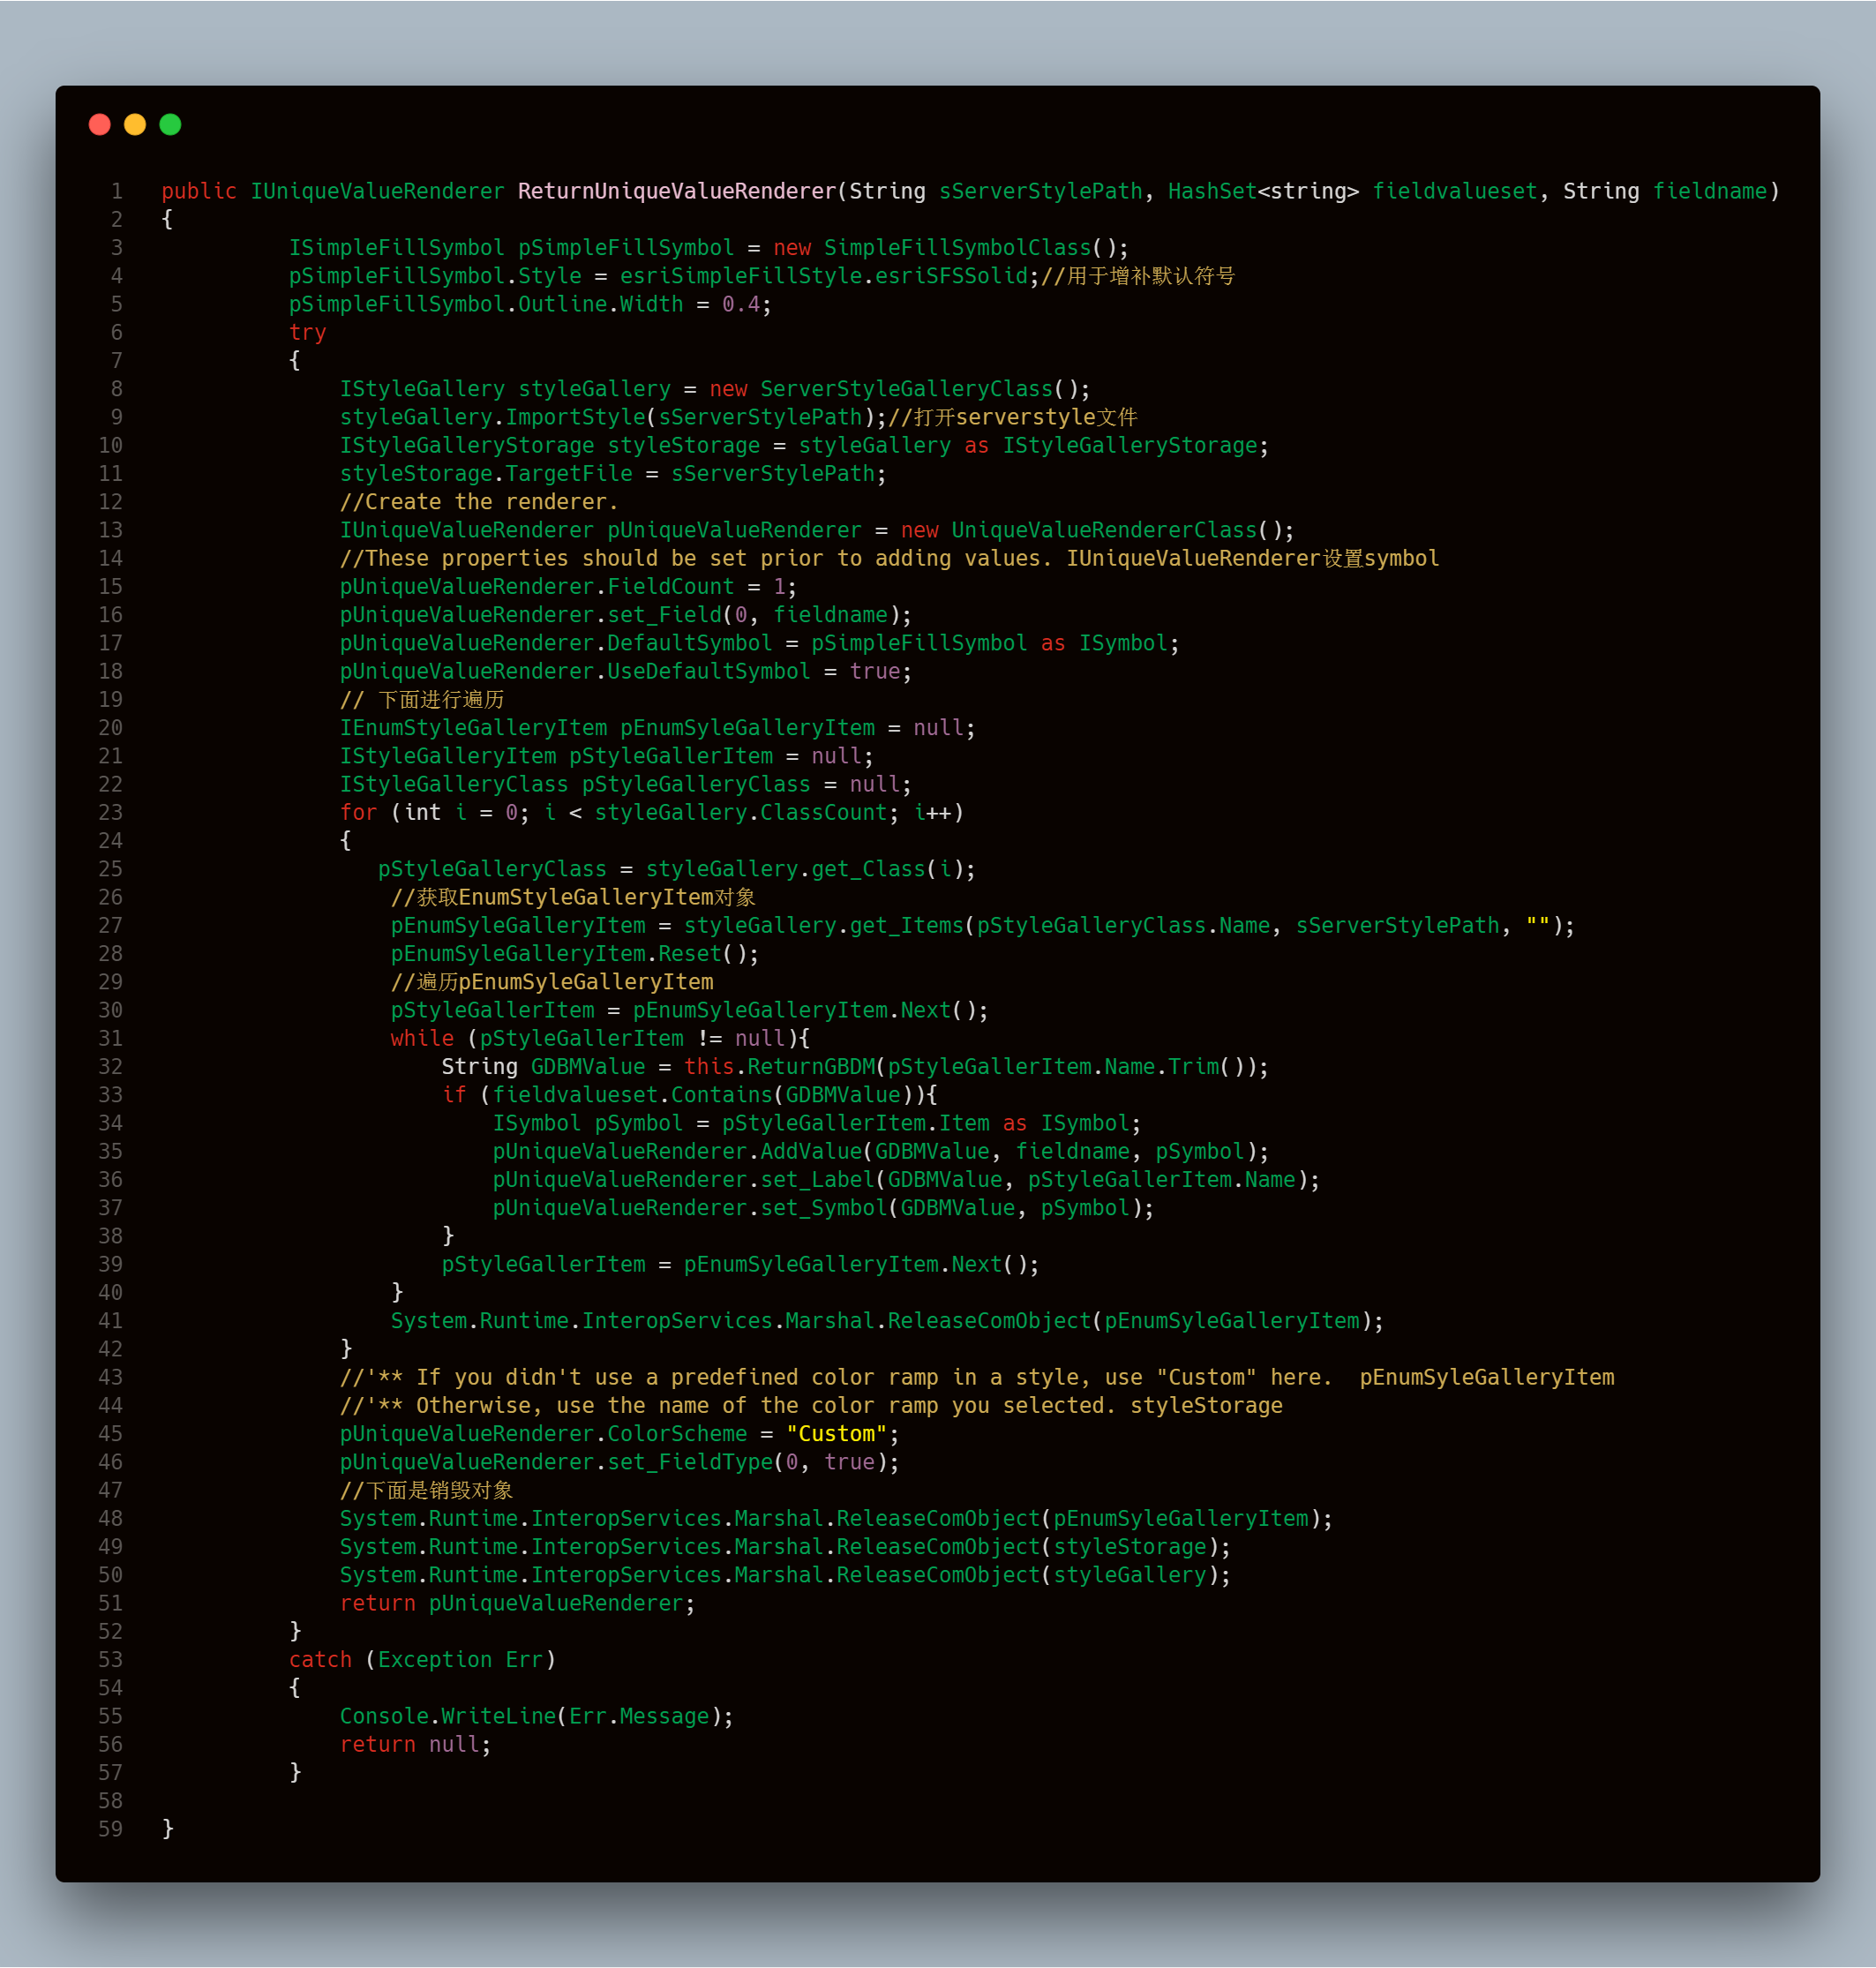 1 public IUniqueValueRenderer ReturnUniqueValueRenderer(String sServerStylePath, HashSet<string> fieldvalueset, String fieldname)
2 {
3 ISimpleFillSymbol pSimpleFillSymbol = new SimpleFillSymbolClass();
4 pSimpleFillSymbol.Style = esriSimpleFillStyle.esriSFSSolid;//用于增补默认符号
5 pSimpleFillSymbol.Outline.Width = 0.4;
6 try
7 {
8 IStyleGallery styleGallery = new ServerStyleGalleryClass();
9 styleGallery.ImportStyle(sServerStylePath);//打开serverstyle文件
10 IStyleGalleryStorage styleStorage = styleGallery as IStyleGalleryStorage;
11 styleStorage.TargetFile = sServerStylePath;
12 //Create the renderer.
13 IUniqueValueRenderer pUniqueValueRenderer = new UniqueValueRendererClass();
14 //These properties should be set prior to adding values. IUniqueValueRenderer设置symbol
15 pUniqueValueRenderer.FieldCount = 1;
16 pUniqueValueRenderer.set_Field(0, fieldname);
17 pUniqueValueRenderer.DefaultSymbol = pSimpleFillSymbol as ISymbol;
18 pUniqueValueRenderer.UseDefaultSymbol = true;
19 // 下面进行遍历
20 IEnumStyleGalleryItem pEnumSyleGalleryItem = null;
21 IStyleGalleryItem pStyleGallerItem = null;
22 IStyleGalleryClass pStyleGalleryClass = null;
23 for (int i = 0; i < styleGallery.ClassCount; i++)
24 {
25 pStyleGalleryClass = styleGallery.get_Class(i);
26 //获取EnumStyleGalleryItem对象
27 pEnumSyleGalleryItem = styleGallery.get_Items(pStyleGalleryClass.Name, sServerStylePath, "");
28 pEnumSyleGalleryItem.Reset();
29 //遍历pEnumSyleGalleryItem
30 pStyleGallerItem = pEnumSyleGalleryItem.Next();
31 while (pStyleGallerItem != null){
32 String GDBMValue = this.ReturnGBDM(pStyleGallerItem.Name.Trim());
33 if (fieldvalueset.Contains(GDBMValue)){
34 ISymbol pSymbol = pStyleGallerItem.Item as ISymbol;
35 pUniqueValueRenderer.AddValue(GDBMValue, fieldname, pSymbol);
36 pUniqueValueRenderer.set_Label(GDBMValue, pStyleGallerItem.Name);
37 pUniqueValueRenderer.set_Symbol(GDBMValue, pSymbol);
38 }
39 pStyleGallerItem = pEnumSyleGalleryItem.Next();
40 }
41 System.Runtime.InteropServices.Marshal.ReleaseComObject(pEnumSyleGalleryItem);
42 }
43 //'** If you didn't use a predefined color ramp in a style, use "Custom" here.  pEnumSyleGalleryItem
44 //'** Otherwise, use the name of the color ramp you selected. styleStorage
45 pUniqueValueRenderer.ColorScheme = "Custom";
46 pUniqueValueRenderer.set_FieldType(0, true);
47 //下面是销毁对象
48 System.Runtime.InteropServices.Marshal.ReleaseComObject(pEnumSyleGalleryItem);
49 System.Runtime.InteropServices.Marshal.ReleaseComObject(styleStorage);
50 System.Runtime.InteropServices.Marshal.ReleaseComObject(styleGallery);
51 return pUniqueValueRenderer;
52 }
53 catch (Exception Err)
54 {
55 Console.WriteLine(Err.Message);
56 return null;
57 }
58
59 }